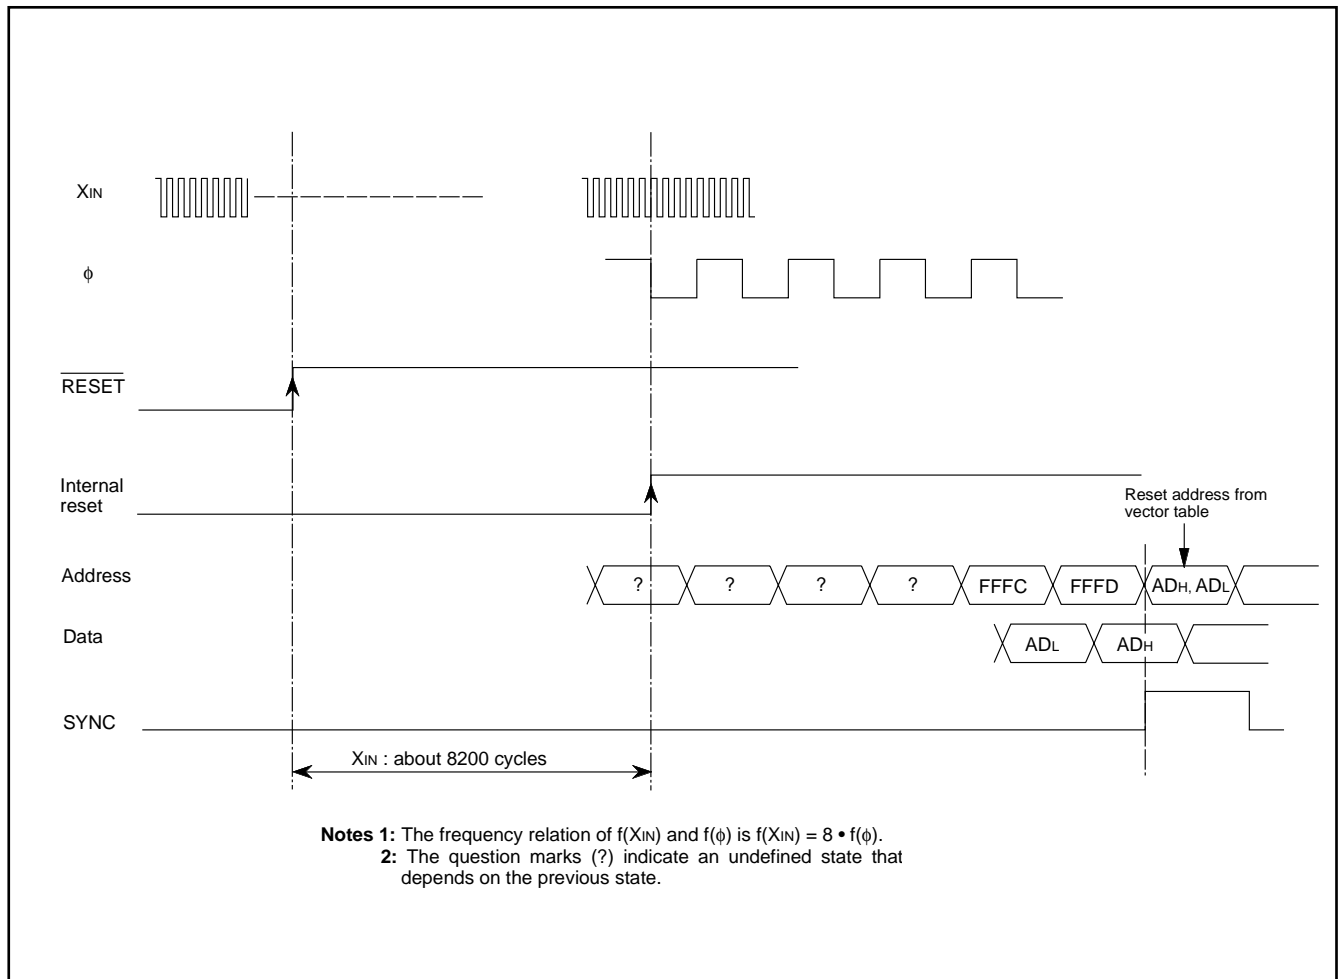 XIN
φ
RESET
Internal
reset
Reset address from
vector table
Address
? ? ? ? FFFC FFFD ADH, ADL
Data
ADL ADH
SYNC
XIN : about 8200 cycles
Notes 1: The frequency relation of f(XIN) and f(φ) is f(XIN) = 8 • f(φ).
2: The question marks (?) indicate an undefined state that
depends on the previous state.